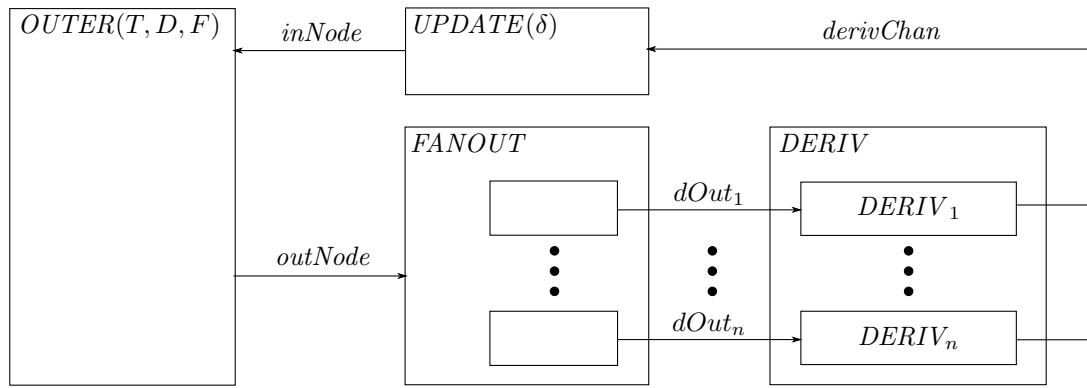 OUTER(T, D, F)
inNode
UPDATE(δ)
derivChan
FANOUT
DERIV
dOut₁
DERIV₁
outNode
dOutₙ
DERIVₙ